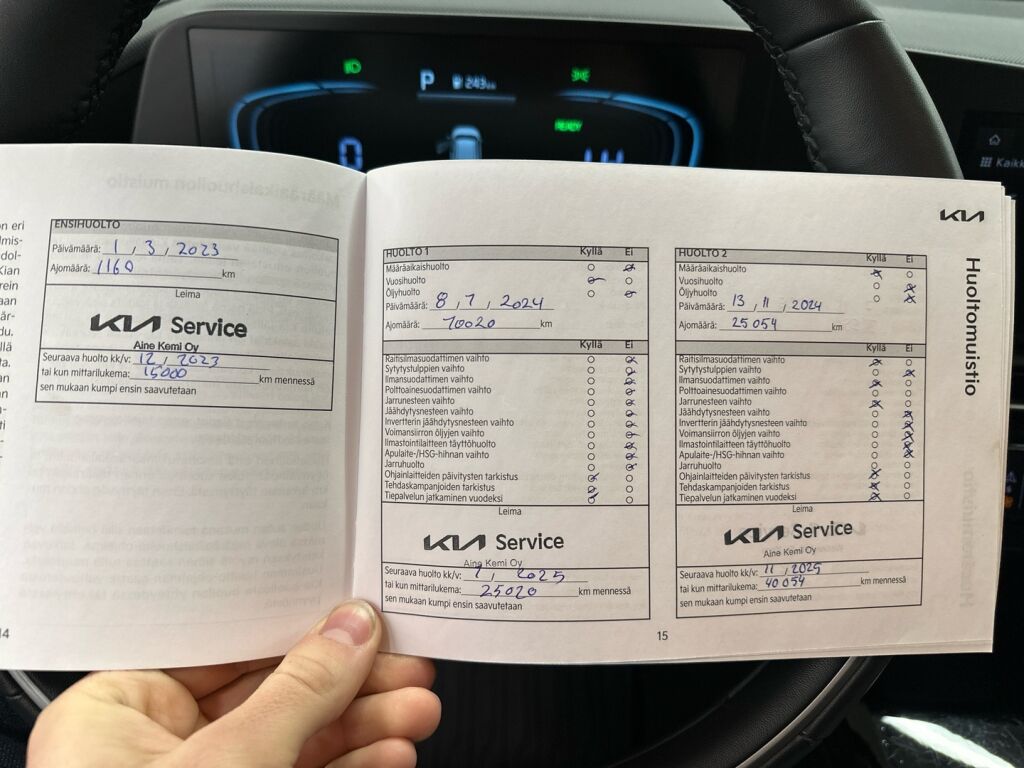 P 243
READY
0
Kaikk
ENSIHUOLTO
Päivämäärä: 1 , 3 , 2023
Ajomäärä: 1160 km
Leima
KIA Service
Aine Kemi Oy
Seuraava huolto kk/v: 12 , 2023
tai kun mittarilukema: 15000 km mennessä
sen mukaan kumpi ensin saavutetaan
14
HUOLTO 1 Kyllä Ei
Määräaikaishuolto
Vuosihuolto
Öljyhuolto
Päivämäärä: 8 , 7 , 2024
Ajomäärä: 10020 km
Kyllä Ei
Raitisilmasuodattimen vaihto
Sytytystulppien vaihto
Ilmansuodattimen vaihto
Polttoainesuodattimen vaihto
Jarrunesteen vaihto
Jäähdytysnesteen vaihto
Invertterin jäähdytysnesteen vaihto
Voimansiirron öljyjen vaihto
Ilmastointilaitteen täyttöhuolto
Apulaite-/HSG-hihnan vaihto
Jarruhuolto
Ohjainlaitteiden päivitysten tarkistus
Tehdaskampanjoiden tarkistus
Tiepalvelun jatkaminen vuodeksi
Leima
KIA Service
Aine Kemi Oy
Seuraava huolto kk/v: 7 , 2025
tai kun mittarilukema: 25020 km mennessä
sen mukaan kumpi ensin saavutetaan
15
KIA
HUOLTO 2 Kyllä Ei
Määräaikaishuolto
Vuosihuolto
Öljyhuolto
Päivämäärä: 13 , 11 , 2024
Ajomäärä: 25 054 km
Kyllä Ei
Raitisilmasuodattimen vaihto
Sytytystulppien vaihto
Ilmansuodattimen vaihto
Polttoainesuodattimen vaihto
Jarrunesteen vaihto
Jäähdytysnesteen vaihto
Invertterin jäähdytysnesteen vaihto
Voimansiirron öljyjen vaihto
Ilmastointilaitteen täyttöhuolto
Apulaite-/HSG-hihnan vaihto
Jarruhuolto
Ohjainlaitteiden päivitysten tarkistus
Tehdaskampanjoiden tarkistus
Tiepalvelun jatkaminen vuodeksi
Leima
KIA Service
Aine Kemi Oy
Seuraava huolto kk/v: 11 , 2025
tai kun mittarilukema: 40 054 km mennessä
sen mukaan kumpi ensin saavutetaan
Huoltomuistio